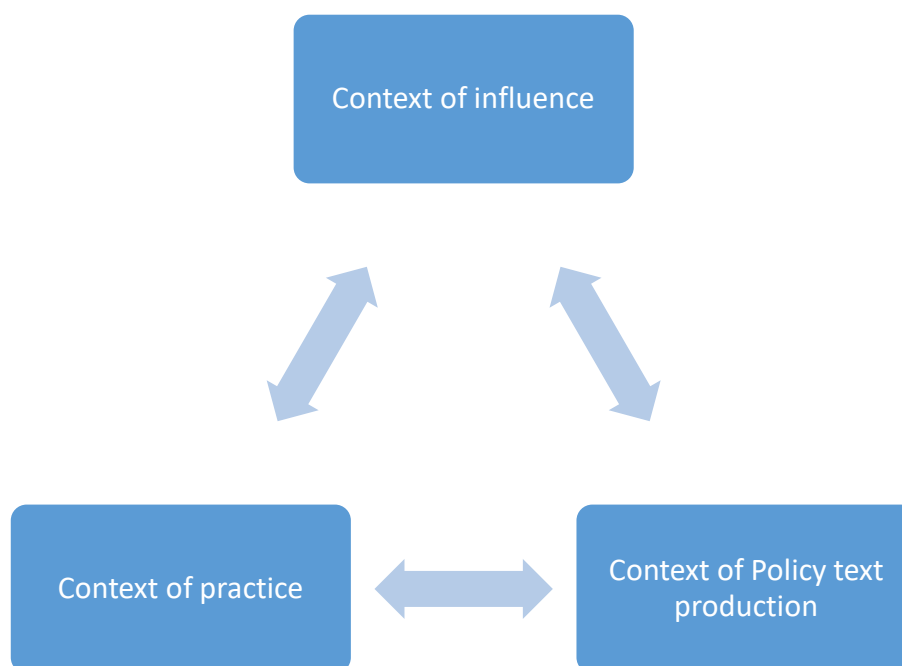 Context of influence
Context of practice
Context of Policy text
production